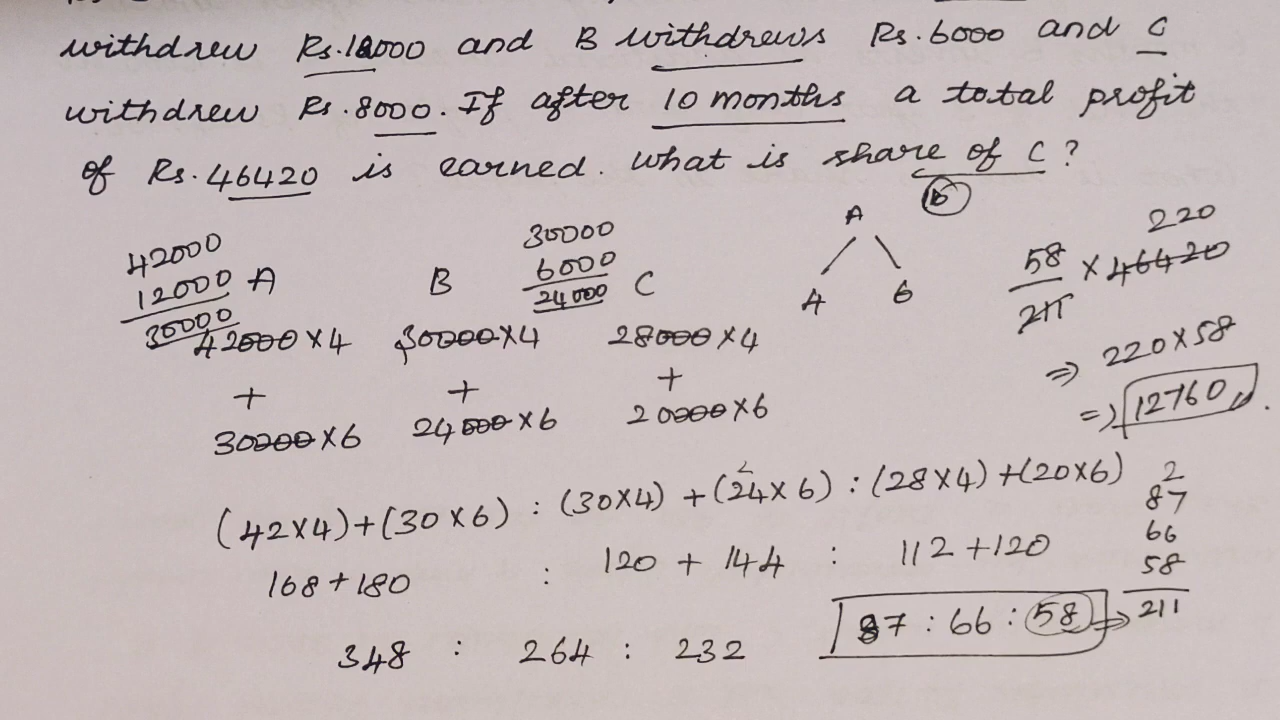 withdrew Rs.12000 and B withdrews Rs.6000 and C
withdrew Rs.8000. If after 10 months a total profit
of Rs.46420 is earned. what is share of C?
42000
12000
30000
A
B
30000
6000
24000
C
A
4 6
58/211 × 46420
220
⇒ 220×58
⇒ 12760
42000×4 30000×4 28000×4
+ + +
30000×6 24000×6 20000×6
(42×4)+(30×6) : (30×4) + (24×6) : (28×4) +(20×6)
168+180 : 120 + 144 : 112+120
348 : 264 : 232
87 : 66 : 58 ⇒ 211
2
87
66
58